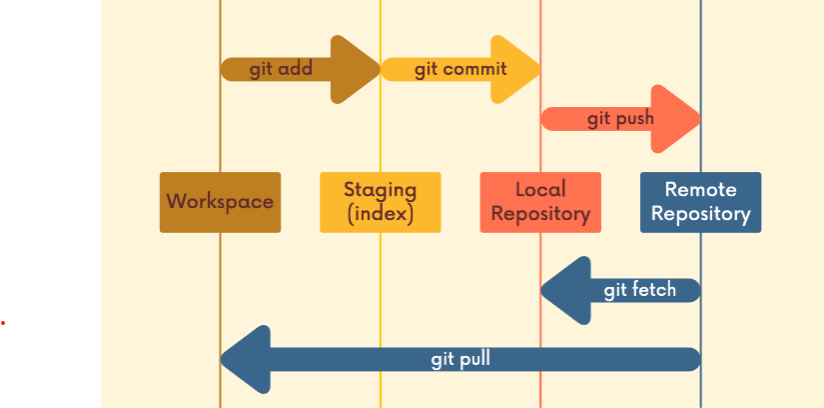 git add
git commit
git push
Workspace
Staging
(index)
Local
Repository
Remote
Repository
git fetch
git pull